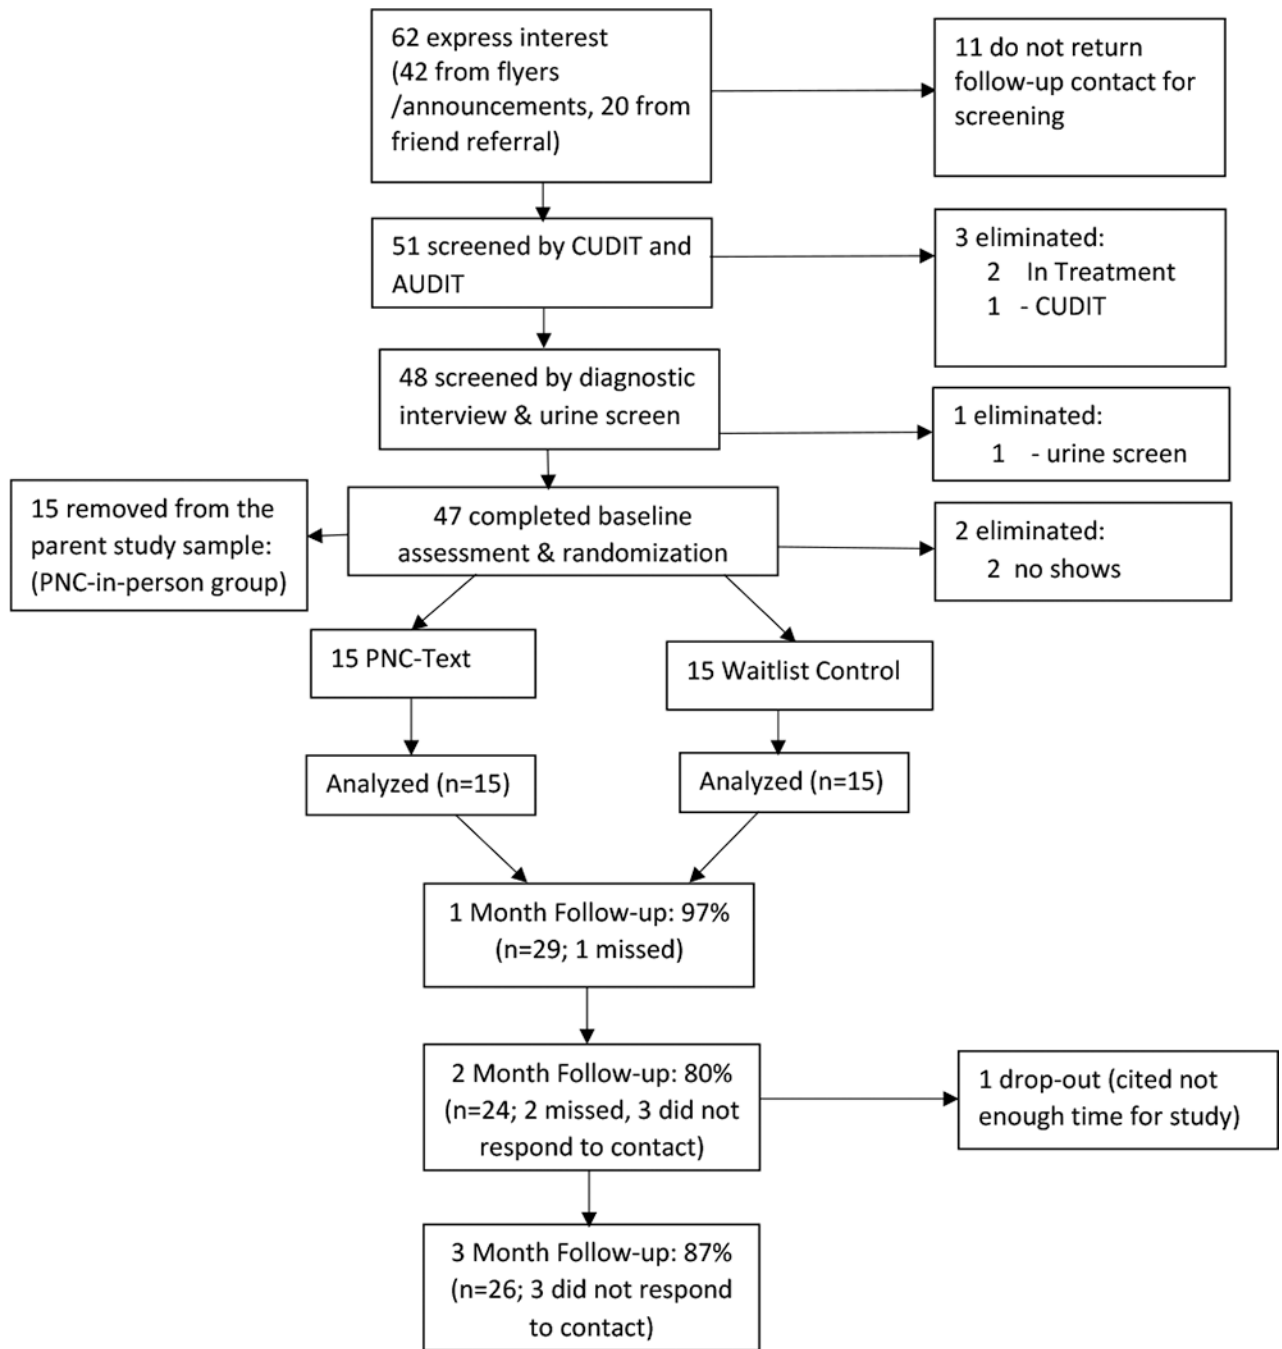 62 express interest
(42 from flyers
/announcements, 20 from
friend referral)
11 do not return
follow-up contact for
screening
51 screened by CUDIT and
AUDIT
3 eliminated:
2 In Treatment
1 - CUDIT
48 screened by diagnostic
interview & urine screen
1 eliminated:
1 - urine screen
15 removed from the
parent study sample:
(PNC-in-person group)
47 completed baseline
assessment & randomization
2 eliminated:
2 no shows
15 PNC-Text
15 Waitlist Control
Analyzed (n=15)
Analyzed (n=15)
1 Month Follow-up: 97%
(n=29; 1 missed)
2 Month Follow-up: 80%
(n=24; 2 missed, 3 did not
respond to contact)
1 drop-out (cited not
enough time for study)
3 Month Follow-up: 87%
(n=26; 3 did not respond
to contact)